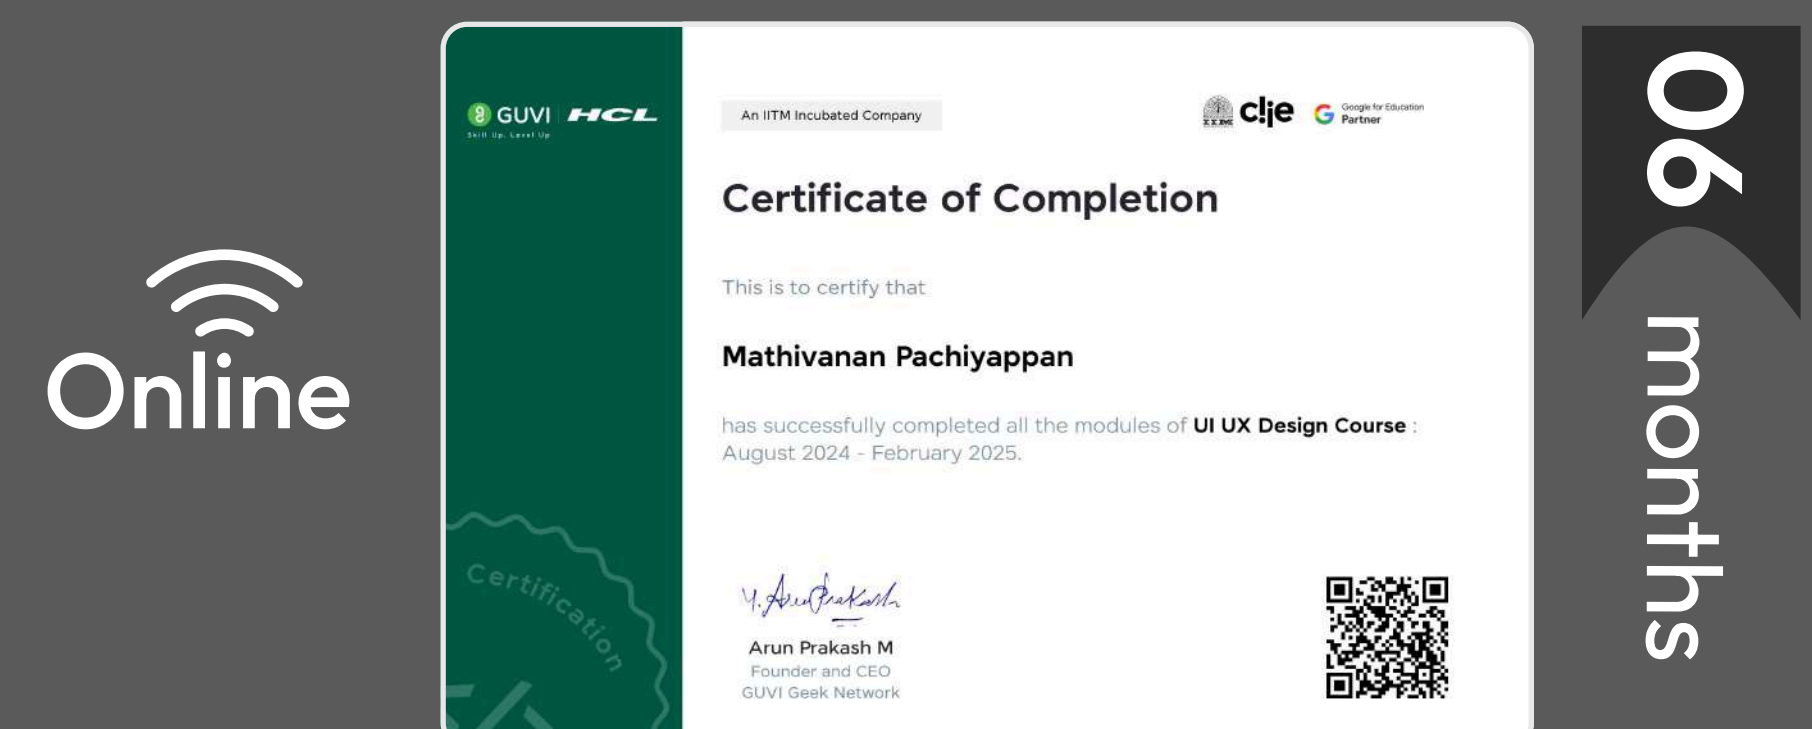 Online
GUVI HCL
Skill Up. Level Up
An IITM Incubated Company
IITM
c!je
Google for Education
Partner
Certificate of Completion
This is to certify that
Mathivanan Pachiyappan
has successfully completed all the modules of UI UX Design Course :
August 2024 - February 2025.
Certification
Arun Prakash M
Founder and CEO
GUVI Geek Network
06 months